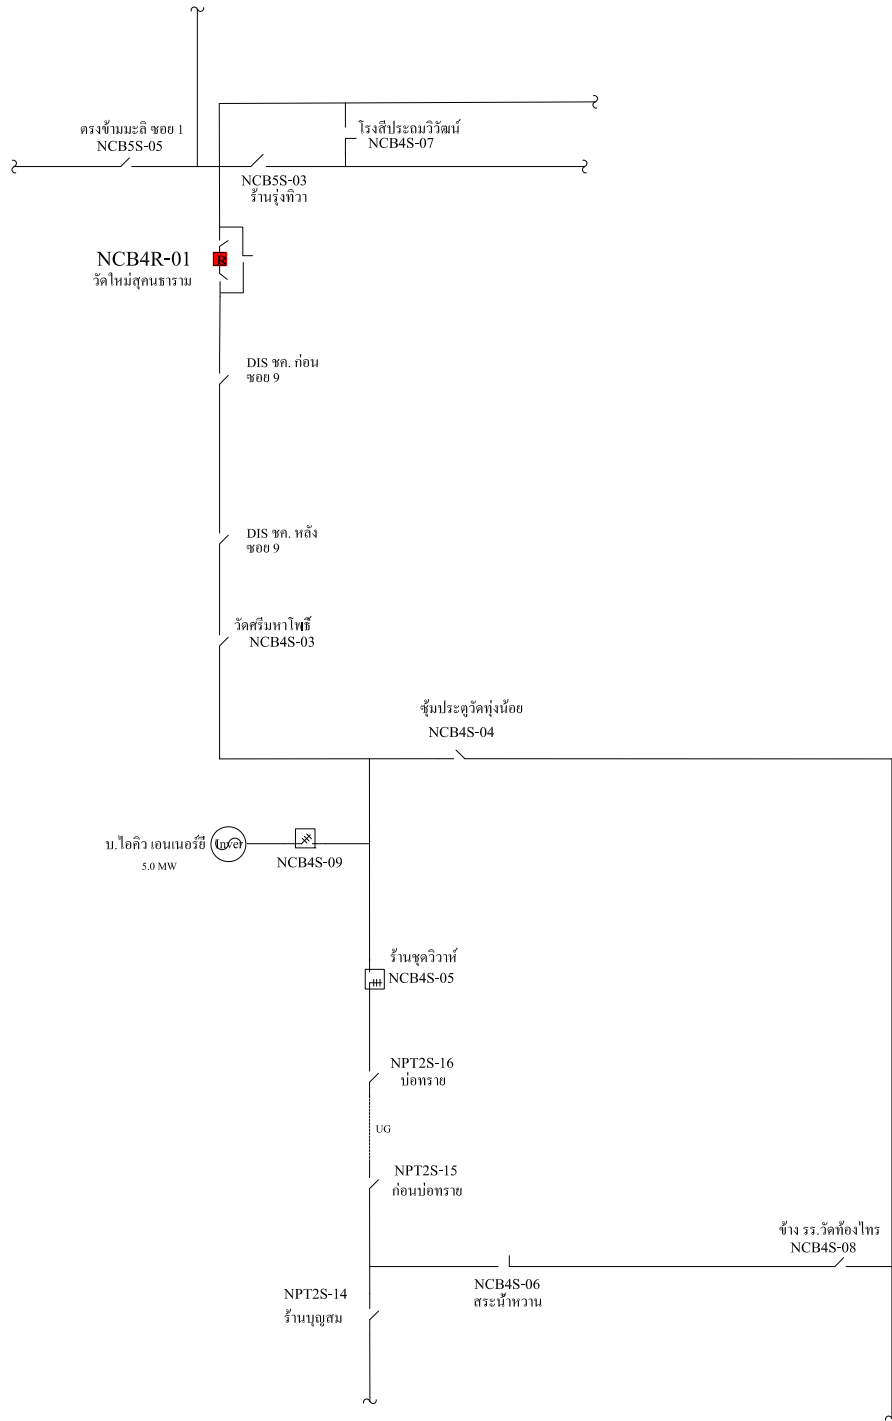 ตรงข้ามมะลิ ซอย 1
NCB5S-05
โรงสีประถมวิวัฒน์
NCB4S-07
NCB5S-03
ร้านรุ่งทิวา
NCB4R-01
R
วัดใหม่สุคนธาราม
DIS ชค. ก่อน
ซอย 9
DIS ชค. หลัง
ซอย 9
วัดศรีมหาโพธิ์
NCB4S-03
ซุ้มประตูวัดทุ่งน้อย
NCB4S-04
บ.ไอคิว เอนเนอร์ยี
Inver
5.0 MW
NCB4S-09
ร้านชุดวิวาห์
NCB4S-05
NPT2S-16
บ่อทราย
UG
NPT2S-15
ก่อนบ่อทราย
ข้าง รร.วัดท้องไทร
NCB4S-08
NCB4S-06
สระน้ำหวาน
NPT2S-14
ร้านบุญสม